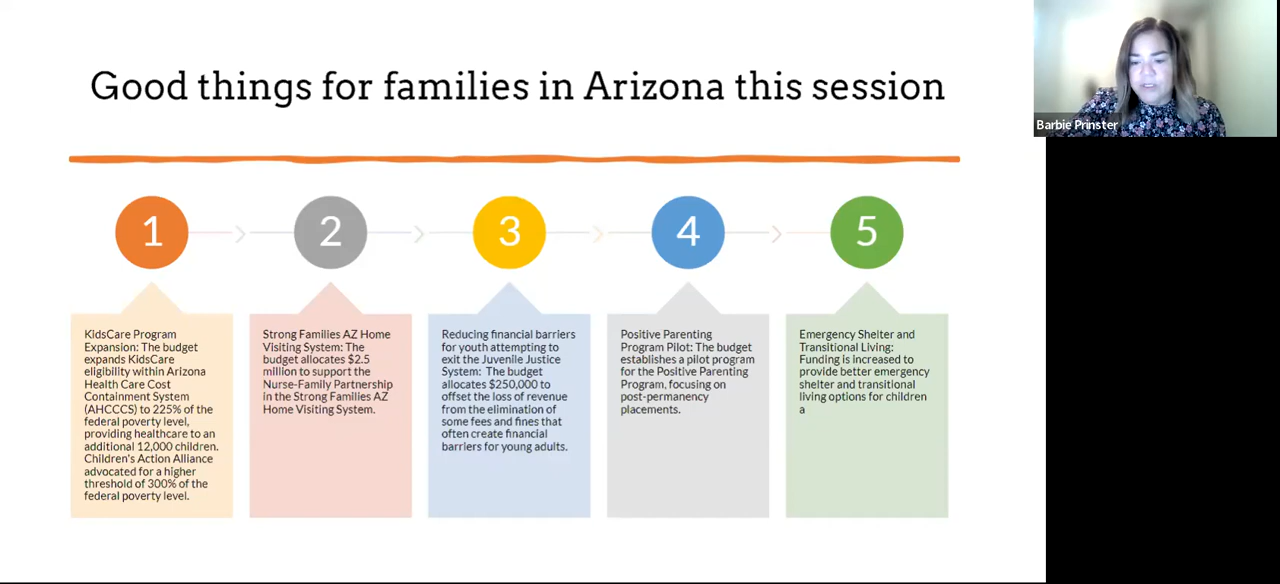 Good things for families in Arizona this session
Barbie Prinster
1
2
3
4
5
KidsCare Program
Expansion: The budget
expands KidsCare
eligibility within Arizona
Health Care Cost
Containment System
(AHCCCS) to 225% of the
federal poverty level,
providing healthcare to an
additional 12,000 children.
Children's Action Alliance
advocated for a higher
threshold of 300% of the
federal poverty level.
Strong Families AZ Home
Visiting System: The
budget allocates $2.5
million to support the
Nurse-Family Partnership
in the Strong Families AZ
Home Visiting System.
Reducing financial barriers
for youth attempting to
exit the Juvenile Justice
System: The budget
allocates $250,000 to
offset the loss of revenue
from the elimination of
some fees and fines that
often create financial
barriers for young adults.
Positive Parenting
Program Pilot: The budget
establishes a pilot program
for the Positive Parenting
Program, focusing on
post-permanency
placements.
Emergency Shelter and
Transitional Living:
Funding is increased to
provide better emergency
shelter and transitional
living options for children
a